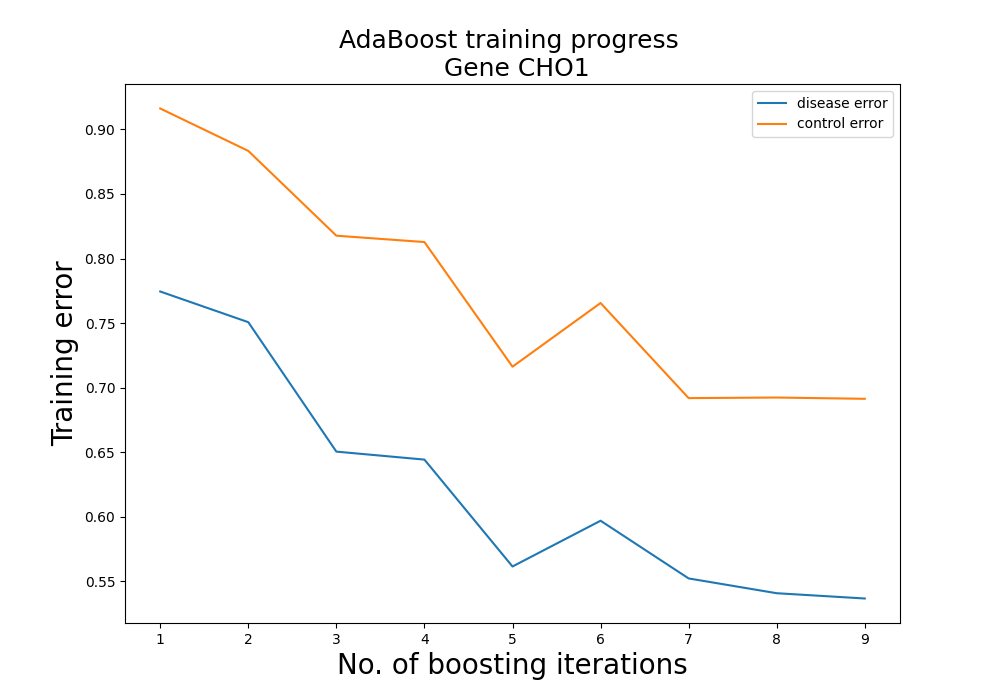 AdaBoost training progress
Gene CHO1
disease error
control error
0.90
0.85
0.80
0.75
0.70
0.65
0.60
0.55
Training error
1 2 3 4 5 6 7 8 9
No. of boosting iterations